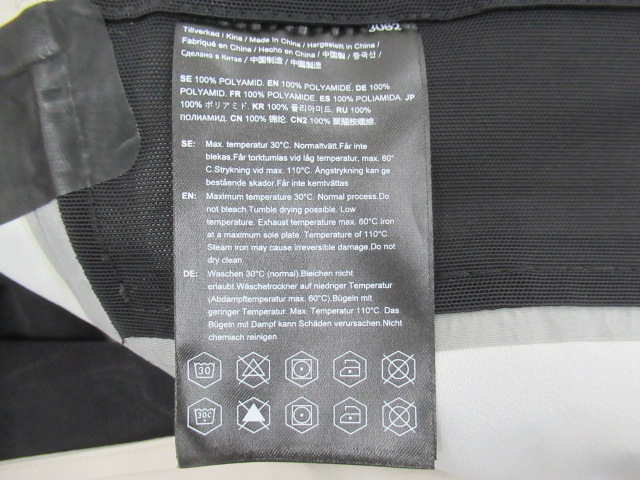 3062
Tillverkad i Kina / Made in China / Hergestellt in China /
Fabriqué en Chine / Hecho en China / 中国製 / 중국산 /
Сделано в Китае / 中国制造 / 中國製造
SE 100% POLYAMID. EN 100% POLYAMIDE. DE 100%
POLYAMID. FR 100% POLYAMIDE. ES 100% POLIAMIDA. JP
100% ポリアミド. KR 100% 폴리아미드. RU 100%
ПОЛИАМИД. CN 100% 锦纶. CN2 100% 聚醯胺纖維.
SE: Max. temperatur 30°C. Normaltvätt.Får inte
blekas.Får torktumlas vid låg temperatur, max. 60°
C.Strykning vid max. 110°C. Ångstrykning kan ge
bestående skador.Får inte kemtvättas
EN: Maximum temperature 30°C. Normal process.Do
not bleach.Tumble drying possible. Low
temperature. Exhaust temperature max. 60°C.Iron
at a maximum sole plate. Temperature of 110°C.
Steam iron may cause irreversible damage.Do not
dry clean
DE: Waschen 30°C (normal).Bleichen nicht
erlaubt.Wäschetrockner auf niedriger Temperatur
(Abdampftemperatur max. 60°C).Bügeln mit
geringer Temperatur. Max. Temperatur 110°C. Das
Bügeln mit Dampf kann Schäden verursachen.Nicht
chemisch reinigen
30
30C